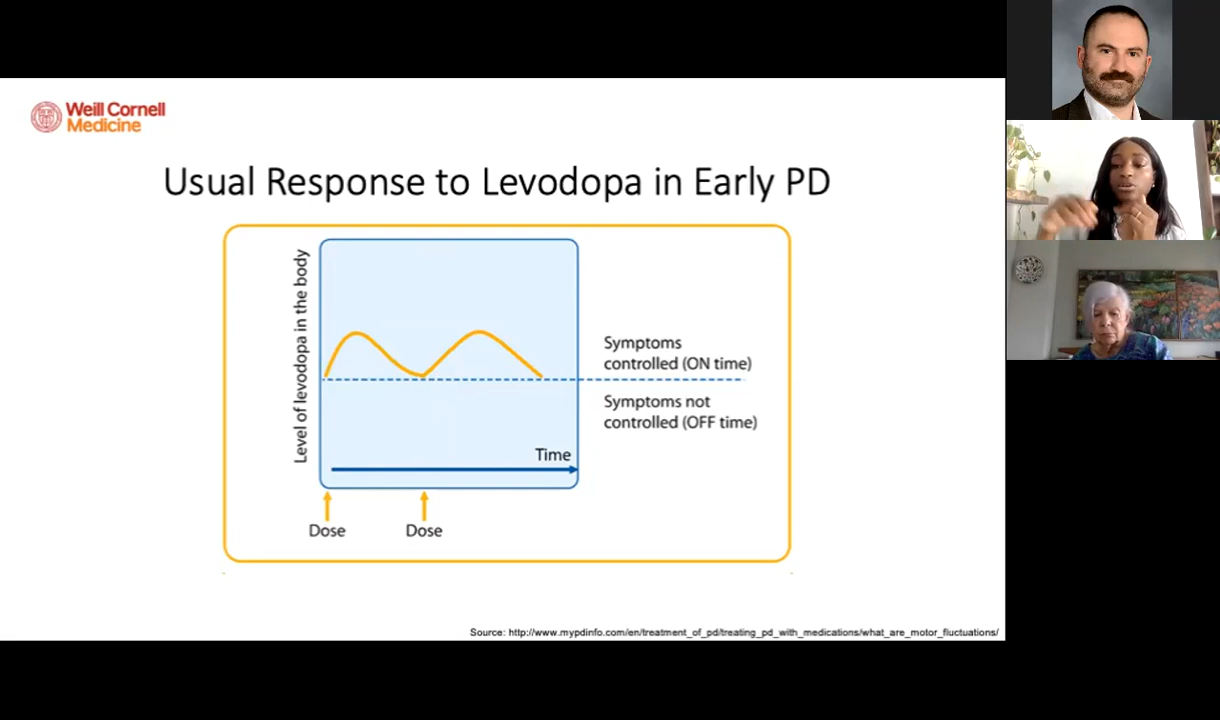 Weill Cornell
Medicine
Usual Response to Levodopa in Early PD
Level of levodopa in the body
Symptoms
controlled (ON time)
Symptoms not
controlled (OFF time)
Time
Dose
Dose
Source: http://www.mypdinfo.com/en/treatment_of_pd/treating_pd_with_medications/what_are_motor_fluctuations/